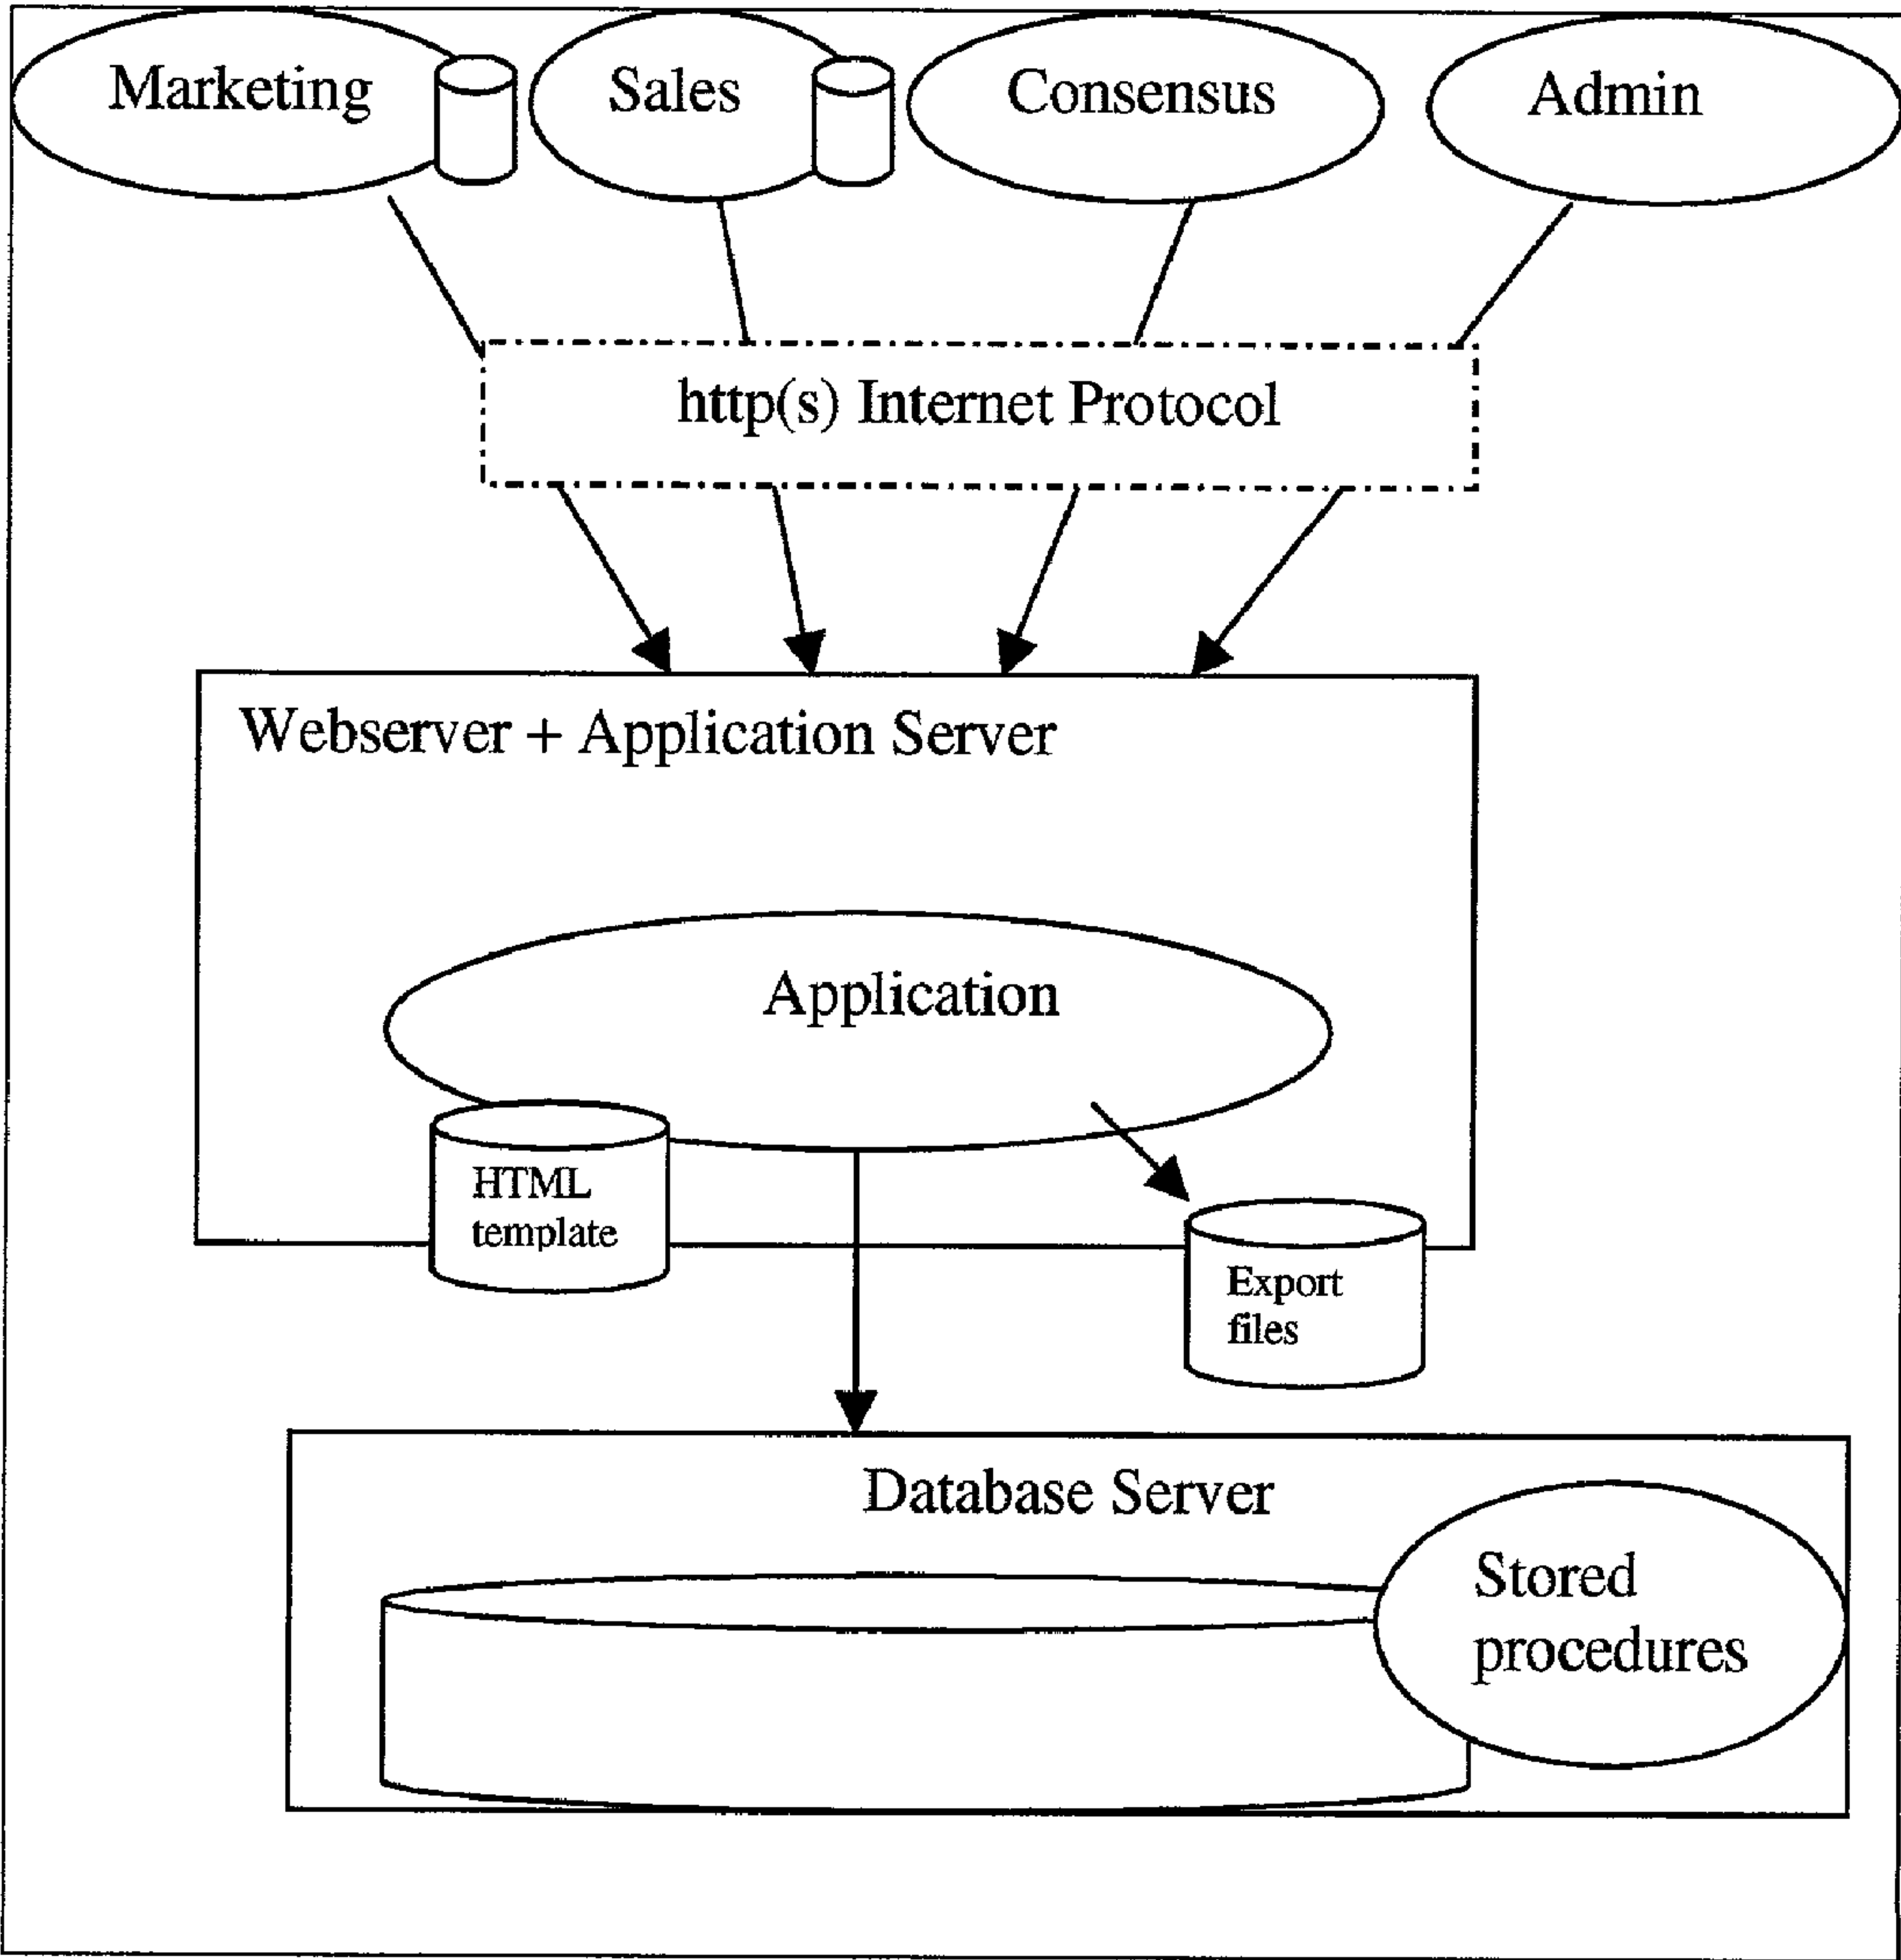 Marketing
Sales
Consensus
Admin
http(s) Internet Protocol
Webserver + Application Server
Application
HTML
template
Export
files
Database Server
Stored
procedures